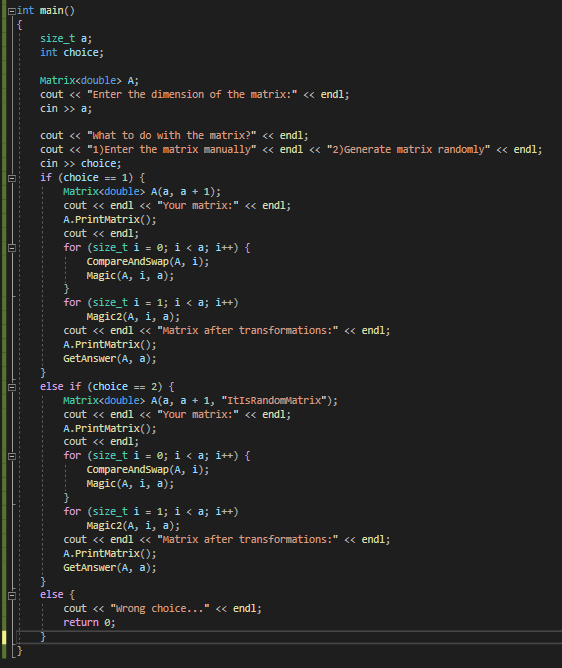 int main()
{
    size_t a;
    int choice;

    Matrix<double> A;
    cout << "Enter the dimension of the matrix:" << endl;
    cin >> a;

    cout << "What to do with the matrix?" << endl;
    cout << "1)Enter the matrix manually" << endl << "2)Generate matrix randomly" << endl;
    cin >> choice;
    if (choice == 1) {
        Matrix<double> A(a, a + 1);
        cout << endl << "Your matrix:" << endl;
        A.PrintMatrix();
        cout << endl;
        for (size_t i = 0; i < a; i++) {
            CompareAndSwap(A, i);
            Magic(A, i, a);
        }
        for (size_t i = 1; i < a; i++)
            Magic2(A, i, a);
        cout << endl << "Matrix after transformations:" << endl;
        A.PrintMatrix();
        GetAnswer(A, a);
    }
    else if (choice == 2) {
        Matrix<double> A(a, a + 1, "ItIsRandomMatrix");
        cout << endl << "Your matrix:" << endl;
        A.PrintMatrix();
        cout << endl;
        for (size_t i = 0; i < a; i++) {
            CompareAndSwap(A, i);
            Magic(A, i, a);
        }
        for (size_t i = 1; i < a; i++)
            Magic2(A, i, a);
        cout << endl << "Matrix after transformations:" << endl;
        A.PrintMatrix();
        GetAnswer(A, a);
    }
    else {
        cout << "Wrong choice..." << endl;
        return 0;
    }
}